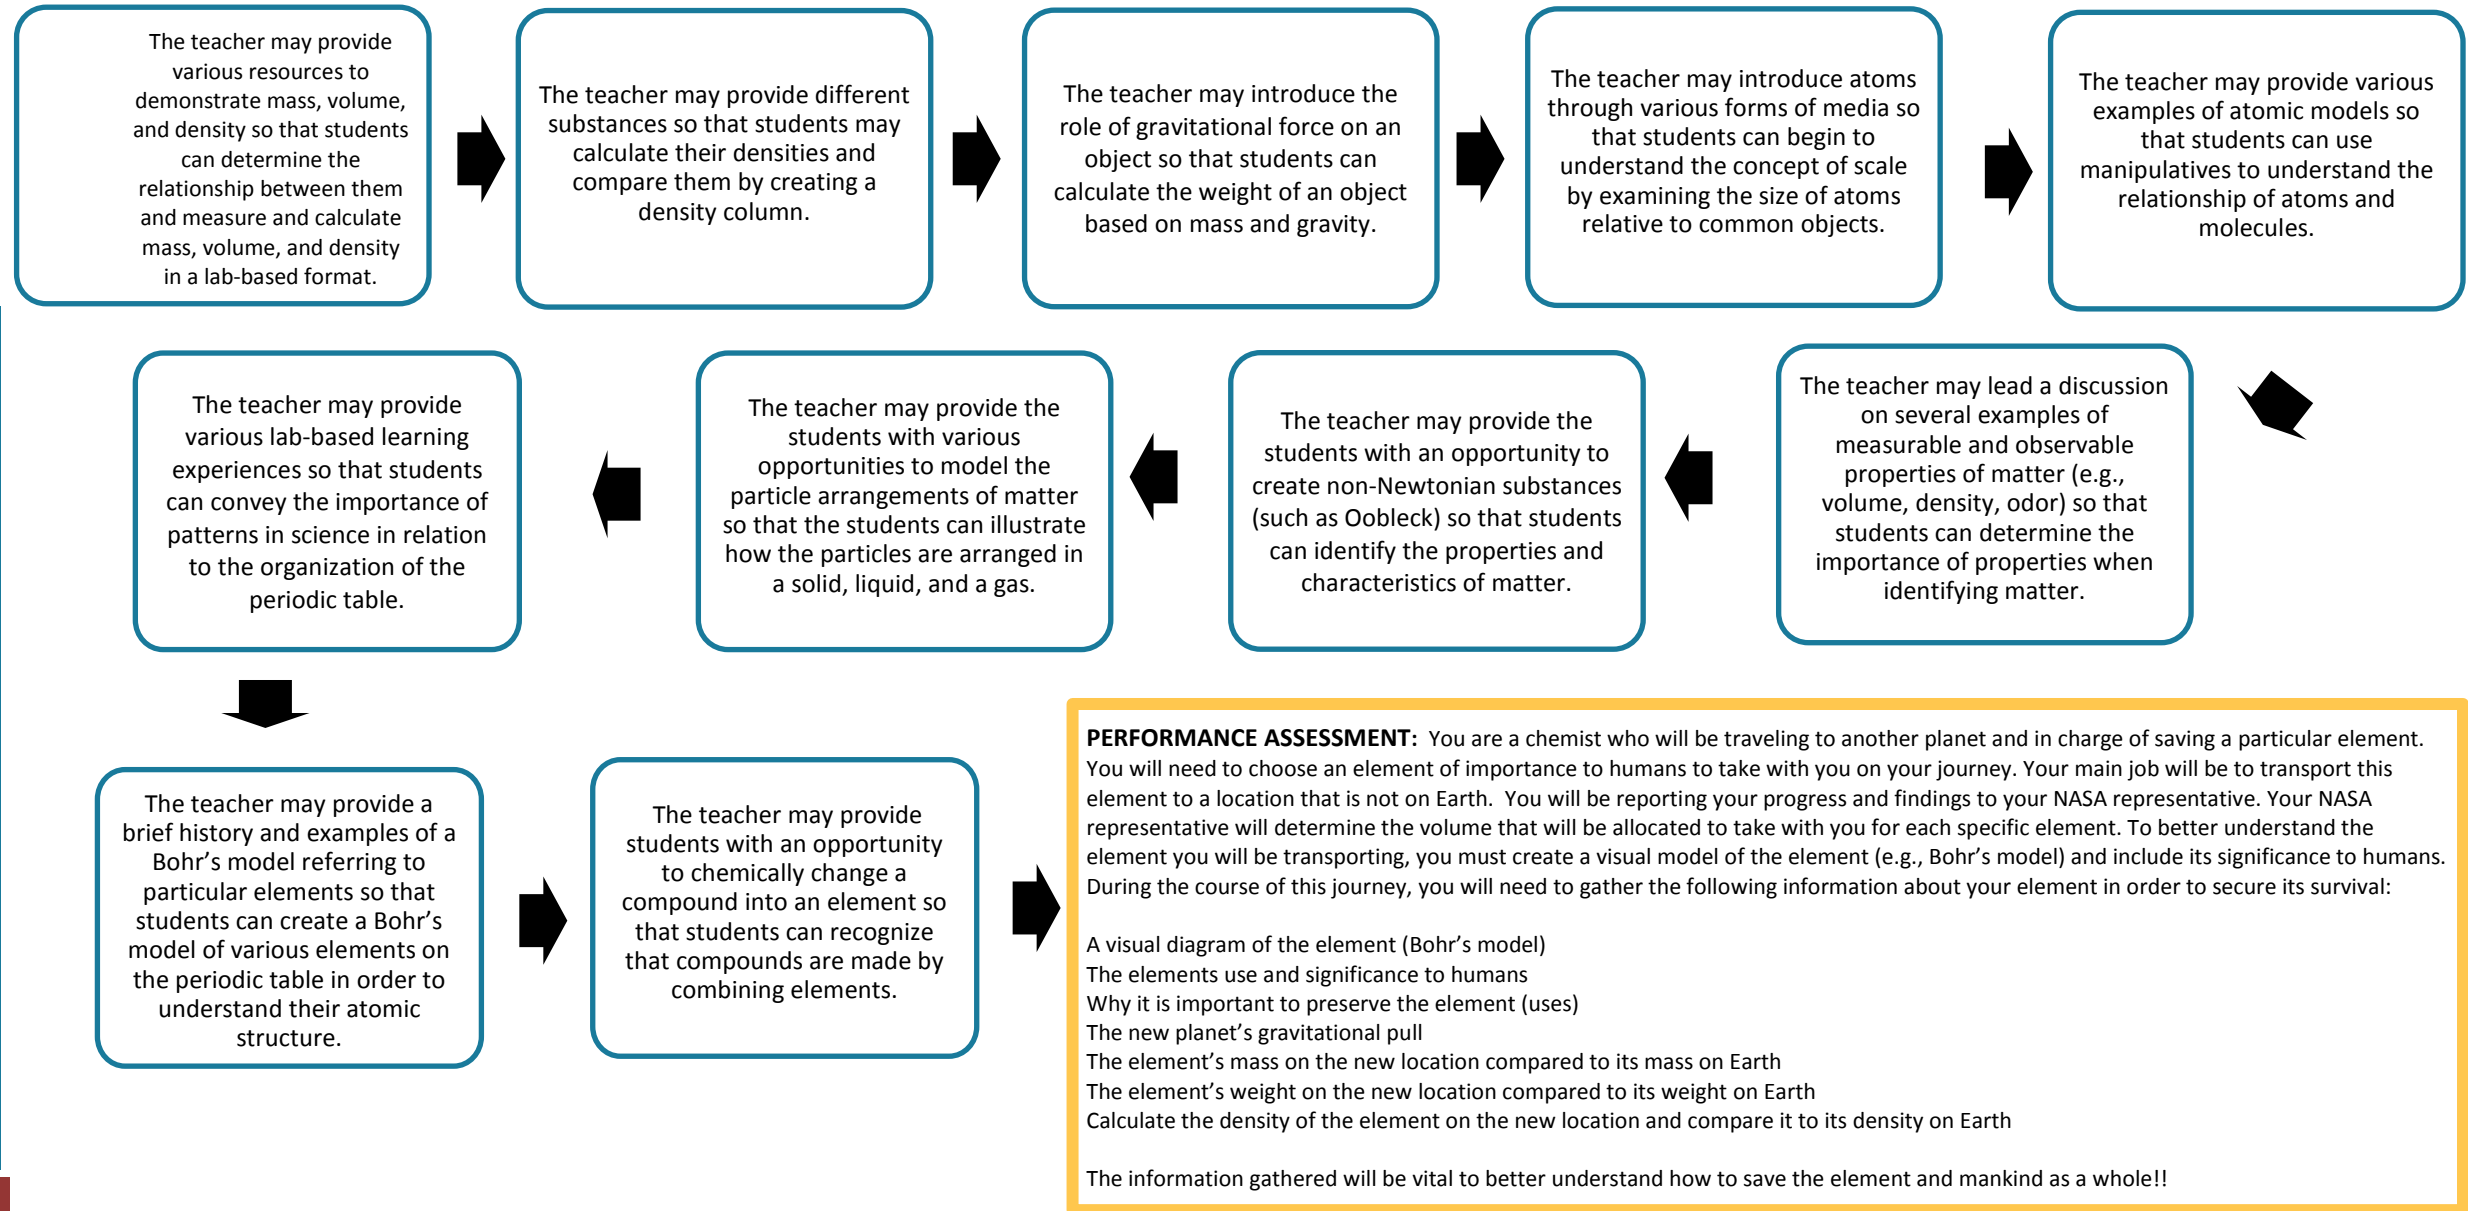 The teacher may provide
various resources to
demonstrate mass, volume,
and density so that students
can determine the
relationship between them
and measure and calculate
mass, volume, and density
in a lab-based format.
The teacher may provide different
substances so that students may
calculate their densities and
compare them by creating a
density column.
The teacher may introduce the
role of gravitational force on an
object so that students can
calculate the weight of an object
based on mass and gravity.
The teacher may introduce atoms
through various forms of media so
that students can begin to
understand the concept of scale
by examining the size of atoms
relative to common objects.
The teacher may provide various
examples of atomic models so
that students can use
manipulatives to understand the
relationship of atoms and
molecules.
The teacher may lead a discussion
on several examples of
measurable and observable
properties of matter (e.g.,
volume, density, odor) so that
students can determine the
importance of properties when
identifying matter.
The teacher may provide the
students with an opportunity to
create non-Newtonian substances
(such as Oobleck) so that students
can identify the properties and
characteristics of matter.
The teacher may provide the
students with various
opportunities to model the
particle arrangements of matter
so that the students can illustrate
how the particles are arranged in
a solid, liquid, and a gas.
The teacher may provide
various lab-based learning
experiences so that students
can convey the importance of
patterns in science in relation
to the organization of the
periodic table.
The teacher may provide a
brief history and examples of a
Bohr’s model referring to
particular elements so that
students can create a Bohr’s
model of various elements on
the periodic table in order to
understand their atomic
structure.
The teacher may provide
students with an opportunity
to chemically change a
compound into an element so
that students can recognize
that compounds are made by
combining elements.
PERFORMANCE ASSESSMENT: You are a chemist who will be traveling to another planet and in charge of saving a particular element.
You will need to choose an element of importance to humans to take with you on your journey. Your main job will be to transport this
element to a location that is not on Earth. You will be reporting your progress and findings to your NASA representative. Your NASA
representative will determine the volume that will be allocated to take with you for each specific element. To better understand the
element you will be transporting, you must create a visual model of the element (e.g., Bohr’s model) and include its significance to humans.
During the course of this journey, you will need to gather the following information about your element in order to secure its survival:
A visual diagram of the element (Bohr’s model)
The elements use and significance to humans
Why it is important to preserve the element (uses)
The new planet’s gravitational pull
The element’s mass on the new location compared to its mass on Earth
The element’s weight on the new location compared to its weight on Earth
Calculate the density of the element on the new location and compare it to its density on Earth
The information gathered will be vital to better understand how to save the element and mankind as a whole!!